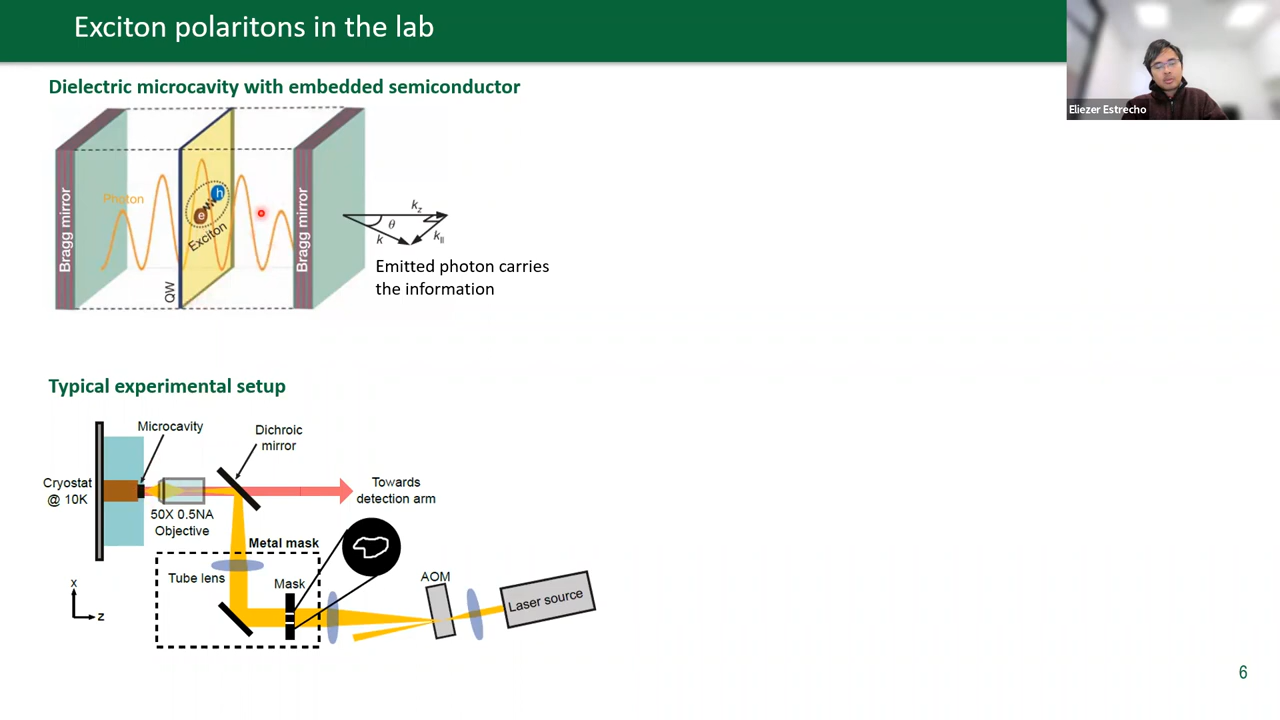 Exciton polaritons in the lab
Eliezer Estrecho
Dielectric microcavity with embedded semiconductor
Bragg mirror
Photon
e
h
Exciton
QW
Bragg mirror
kz
θ
k
k||
Emitted photon carries
the information
Typical experimental setup
Microcavity
Dichroic
mirror
Cryostat
@ 10K
50X 0.5NA
Objective
Towards
detection arm
Metal mask
Tube lens
Mask
AOM
Laser source
x
z
6